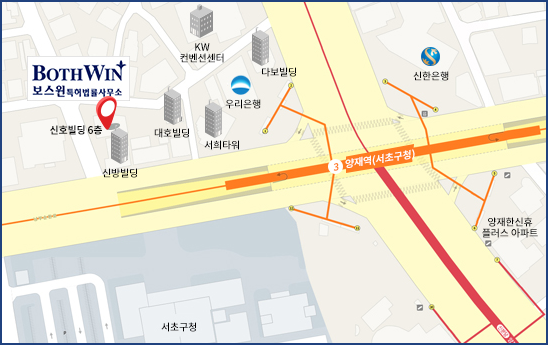 KW
컨벤션센터
다보빌딩
신한은행
BOTHWIN
보스윈특허법률사무소
우리은행
신호빌딩 6층
대호빌딩
서희타워
신방빌딩
3 양재역(서초구청)
양재한신휴
플러스 아파트
서초구청